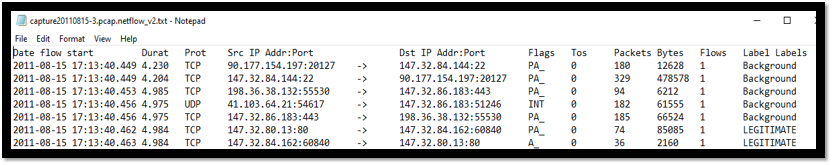 capture20110815-3.pcap.netflow_v2.txt - Notepad
File Edit Format View Help
Date flow start Durat Prot Src IP Addr:Port Dst IP Addr:Port Flags Tos Packets Bytes Flows Label Labels
2011-08-15 17:13:40.449 4.230 TCP 90.177.154.197:20127 -> 147.32.84.144:22 PA_ 0 180 12628 1 Background
2011-08-15 17:13:40.449 4.204 TCP 147.32.84.144:22 -> 90.177.154.197:20127 PA_ 0 329 478578 1 Background
2011-08-15 17:13:40.453 4.985 TCP 198.36.38.132:55530 -> 147.32.86.183:443 PA_ 0 94 6212 1 Background
2011-08-15 17:13:40.456 4.975 UDP 41.103.64.21:54617 -> 147.32.86.183:51246 INT 0 182 61555 1 Background
2011-08-15 17:13:40.456 4.975 TCP 147.32.86.183:443 -> 198.36.38.132:55530 PA_ 0 185 66524 1 Background
2011-08-15 17:13:40.462 4.984 TCP 147.32.80.13:80 -> 147.32.84.162:60840 PA_ 0 74 85085 1 LEGITIMATE
2011-08-15 17:13:40.463 4.984 TCP 147.32.84.162:60840 -> 147.32.80.13:80 A_ 0 36 2160 1 LEGITIMATE